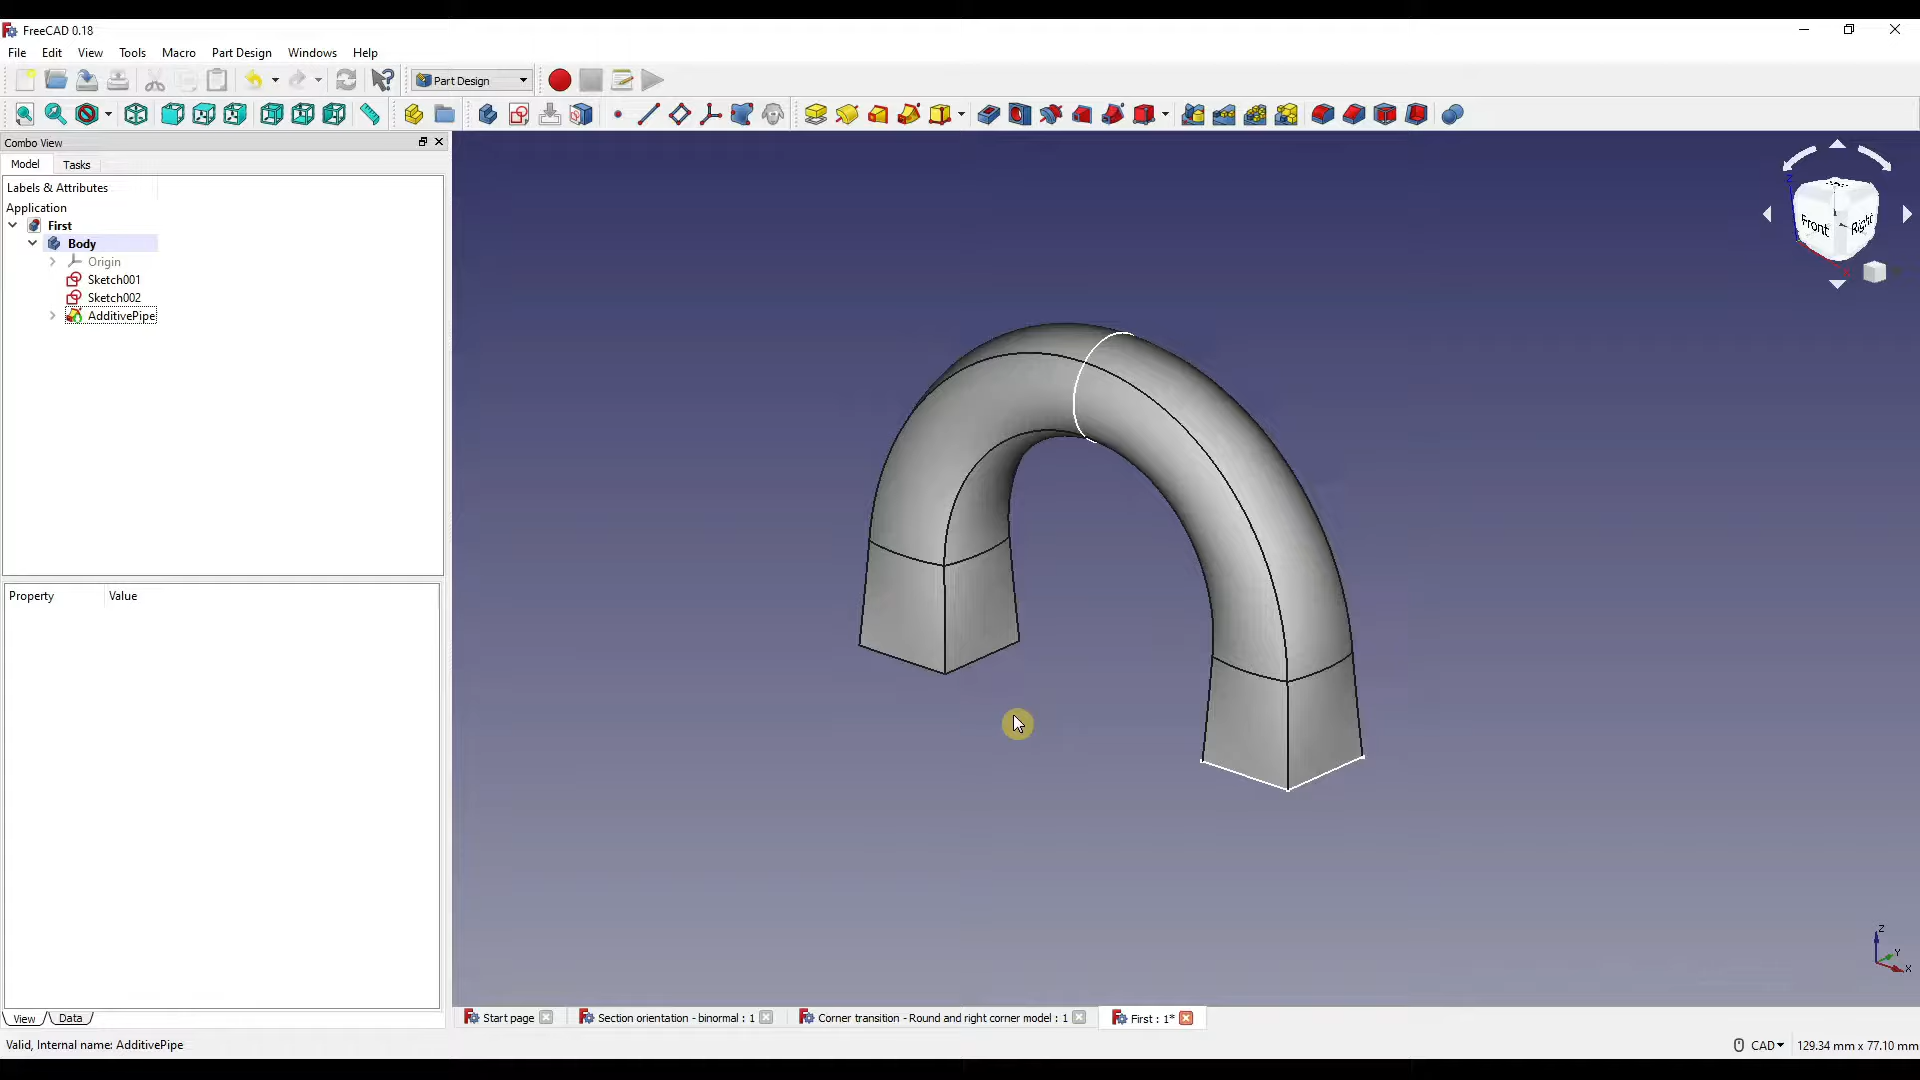 FreeCAD 0.18
File Edit View Tools Macro Part Design Windows Help
Part Design
Combo View
Model Tasks
Labels & Attributes
Application
First
Body
Origin
Sketch001
Sketch002
AdditivePipe
Front Right
Property Value
Z
Y
X
View Data
Start page Section orientation - binormal : 1 Corner transition - Round and right corner model : 1 First : 1*
Valid, Internal name: AdditivePipe CAD 129.34 mm x 77.10 mm